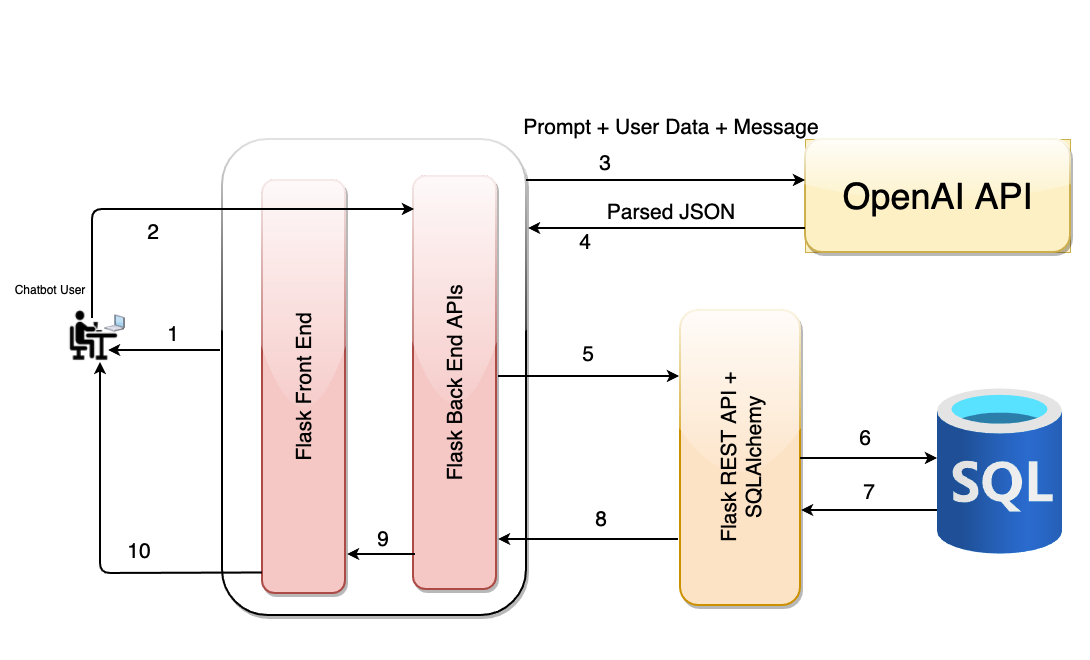 Prompt + User Data + Message
3
OpenAI API
Parsed JSON
4
2
Chatbot User
1
Flask Front End
Flask Back End APIs
5
Flask REST API +
SQLAlchemy
6
SQL
7
8
9
10